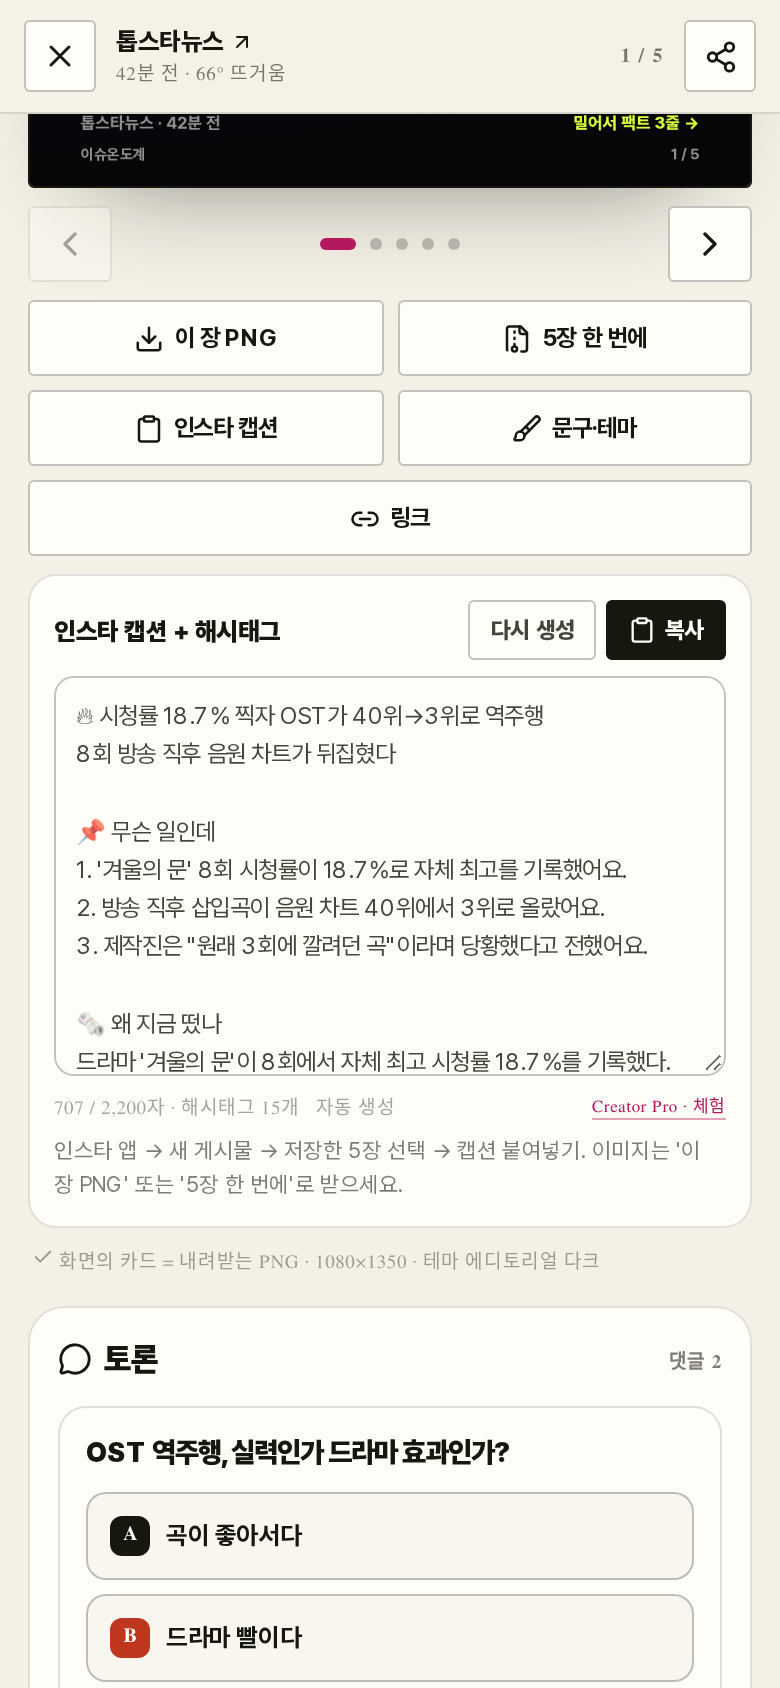 톱스타뉴스 ↗
42분 전 · 66° 뜨거움
1 / 5
톱스타뉴스 · 42분 전
밀어서 팩트 3줄 →
이슈온도계
1 / 5
이 장 PNG
5장 한 번에
인스타 캡션
문구·테마
링크
인스타 캡션 + 해시태그
다시 생성
복사
🔥 시청률 18.7% 찍자 OST가 40위→3위로 역주행
8회 방송 직후 음원 차트가 뒤집혔다
📌 무슨 일인데
1. '겨울의 문' 8회 시청률이 18.7%로 자체 최고를 기록했어요.
2. 방송 직후 삽입곡이 음원 차트 40위에서 3위로 올랐어요.
3. 제작진은 "원래 3회에 깔려던 곡"이라며 당황했다고 전했어요.
🗞️ 왜 지금 떴나
드라마 '겨울의 문'이 8회에서 자체 최고 시청률 18.7%를 기록했다.
707 / 2,200자 · 해시태그 15개 자동 생성
Creator Pro · 체험
인스타 앱 → 새 게시물 → 저장한 5장 선택 → 캡션 붙여넣기. 이미지는 '이
장 PNG' 또는 '5장 한 번에'로 받으세요.
화면의 카드 = 내려받는 PNG · 1080×1350 · 테마 에디토리얼 다크
토론
댓글 2
OST 역주행, 실력인가 드라마 효과인가?
A 곡이 좋아서다
B 드라마 빨이다